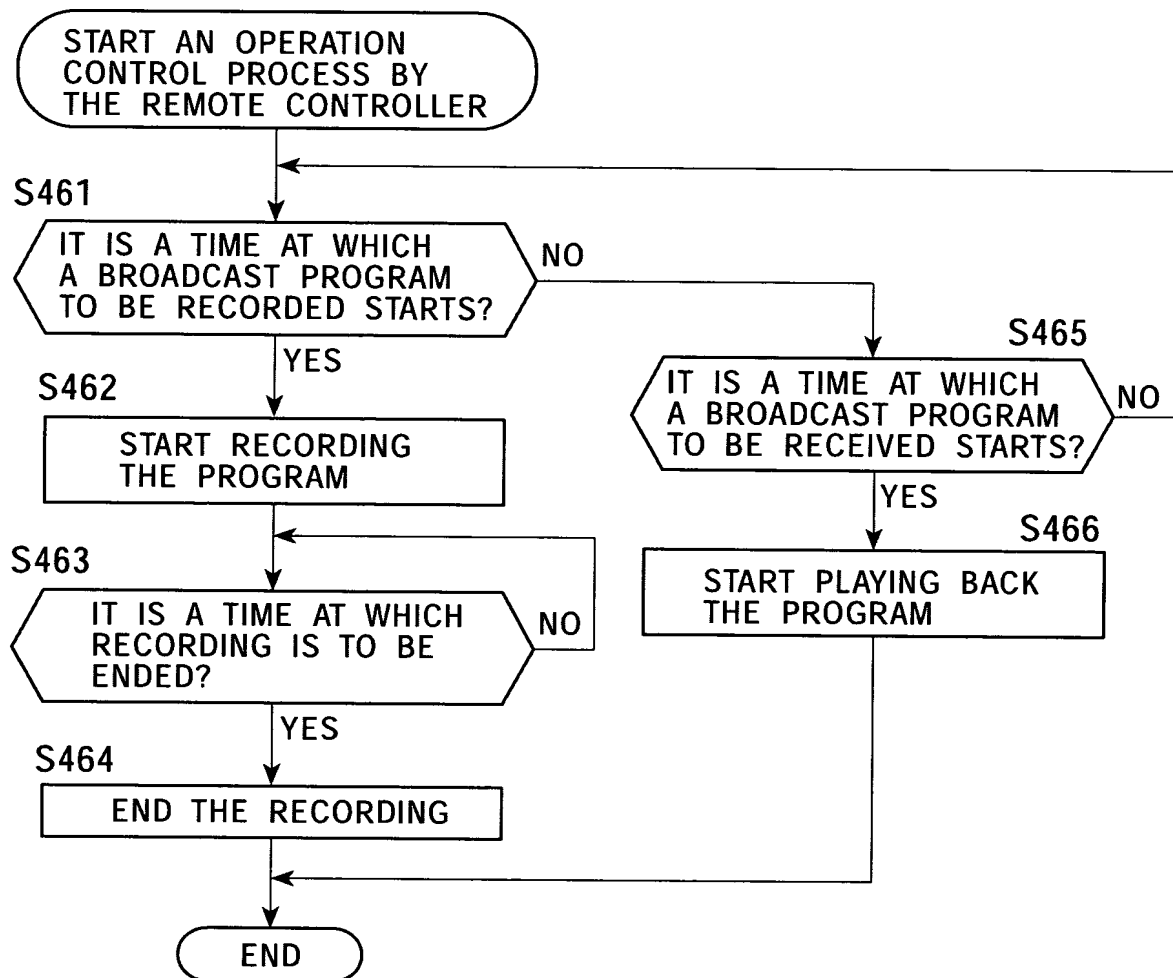 START AN OPERATION
CONTROL PROCESS BY
THE REMOTE CONTROLLER
S461
IT IS A TIME AT WHICH
A BROADCAST PROGRAM
TO BE RECORDED STARTS?
NO
YES
S462
START RECORDING
THE PROGRAM
S463
IT IS A TIME AT WHICH
RECORDING IS TO BE
ENDED?
NO
YES
S464
END THE RECORDING
S465
IT IS A TIME AT WHICH
A BROADCAST PROGRAM
TO BE RECEIVED STARTS?
NO
YES
S466
START PLAYING BACK
THE PROGRAM
END